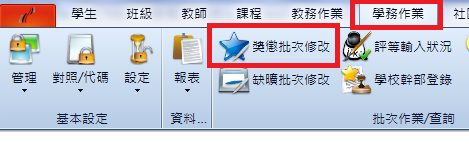 學生 班級 教師 課程 教務作業 學務作業 社
管理 對照/代碼 設定 報表 獎懲批次修改 評等輸入狀況
缺曠批次修改 學校幹部登錄
基本設定 資料... 批次作業/查詢